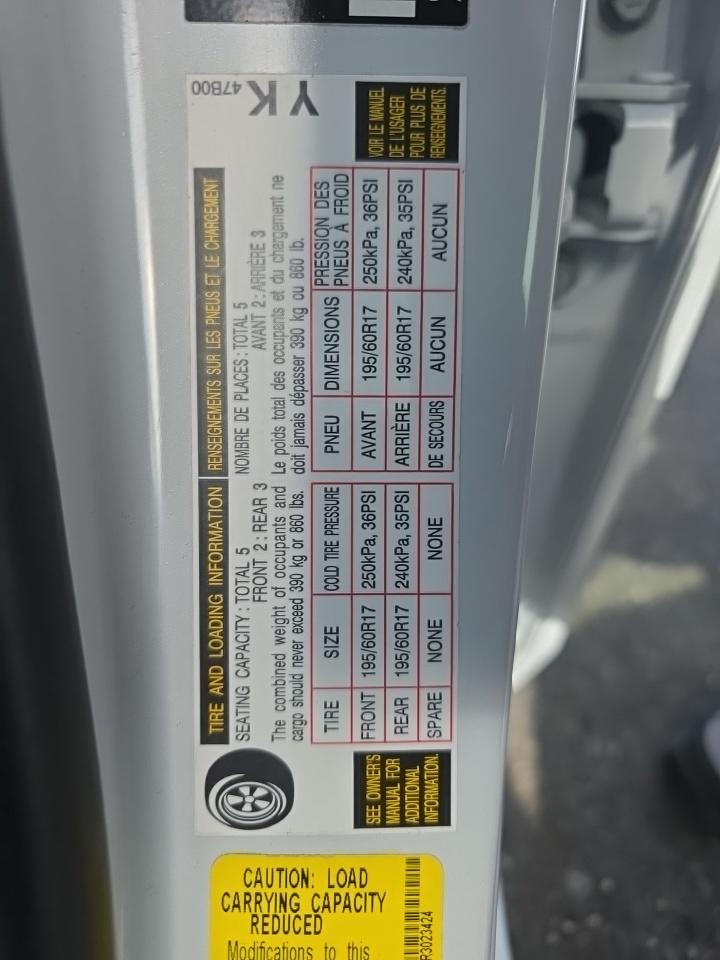 TIRE AND LOADING INFORMATION
RENSEIGNEMENTS SUR LES PNEUS ET LE CHARGEMENT
SEATING CAPACITY : TOTAL 5
FRONT 2 : REAR 3
The combined weight of occupants and
cargo should never exceed 390 kg or 860 lbs.
NOMBRE DE PLACES : TOTAL 5
AVANT 2 : ARRIÈRE 3
Le poids total des occupants et du chargement ne
doit jamais dépasser 390 kg ou 860 lb.
TIRE SIZE COLD TIRE PRESSURE
FRONT 195/60R17 250kPa, 36PSI
REAR 195/60R17 240kPa, 35PSI
SPARE NONE NONE
PNEU DIMENSIONS PRESSION DES
PNEUS À FROID
AVANT 195/60R17 250kPa, 36PSI
ARRIÈRE 195/60R17 240kPa, 35PSI
DE SECOURS AUCUN AUCUN
SEE OWNER'S
MANUAL FOR
ADDITIONAL
INFORMATION.
VOIR LE MANUEL
DE L'USAGER
POUR PLUS DE
RENSEIGNEMENTS.
47B00
YK
CAUTION: LOAD
CARRYING CAPACITY
REDUCED
Modifications to this
R3023424